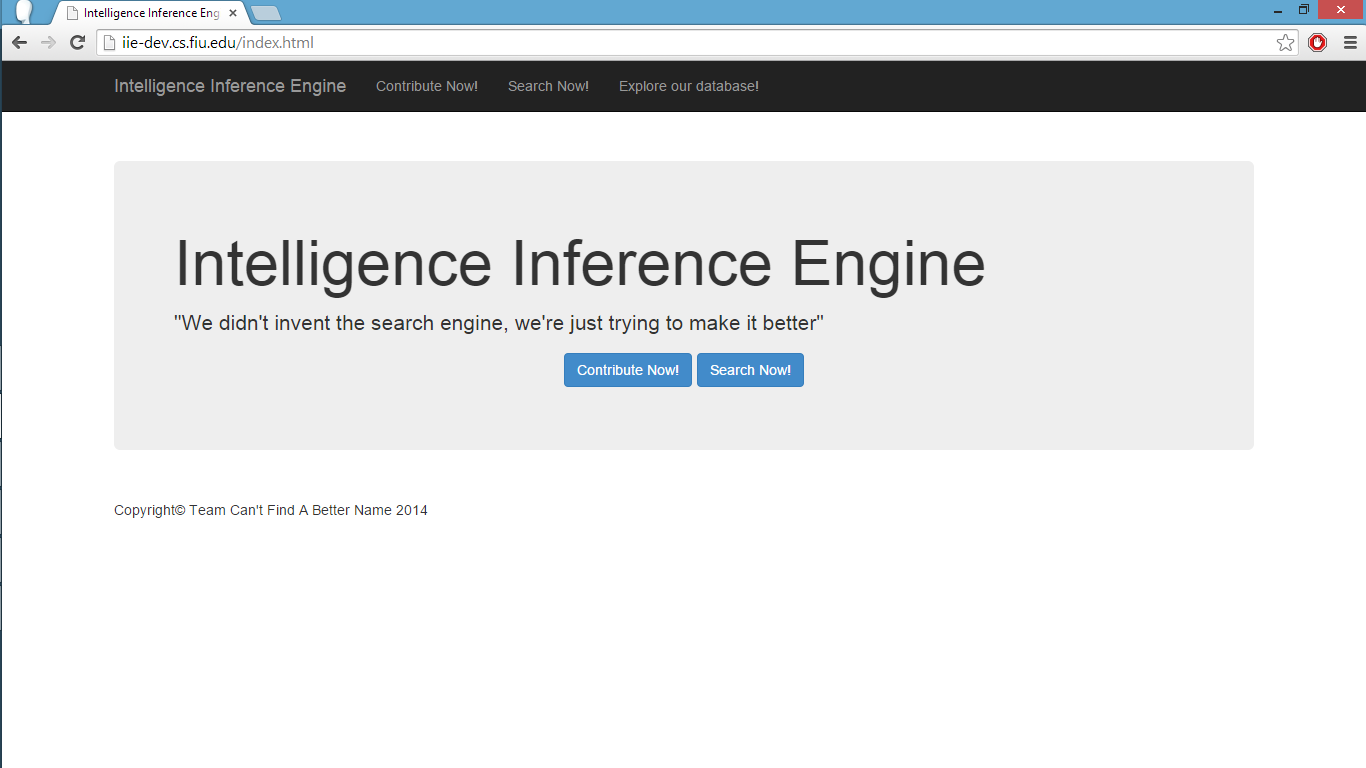 Intelligence Inference Eng
iie-dev.cs.fiu.edu/index.html
Intelligence Inference Engine Contribute Now! Search Now! Explore our database!
Intelligence Inference Engine
"We didn't invent the search engine, we're just trying to make it better"
Contribute Now! Search Now!
Copyright© Team Can't Find A Better Name 2014